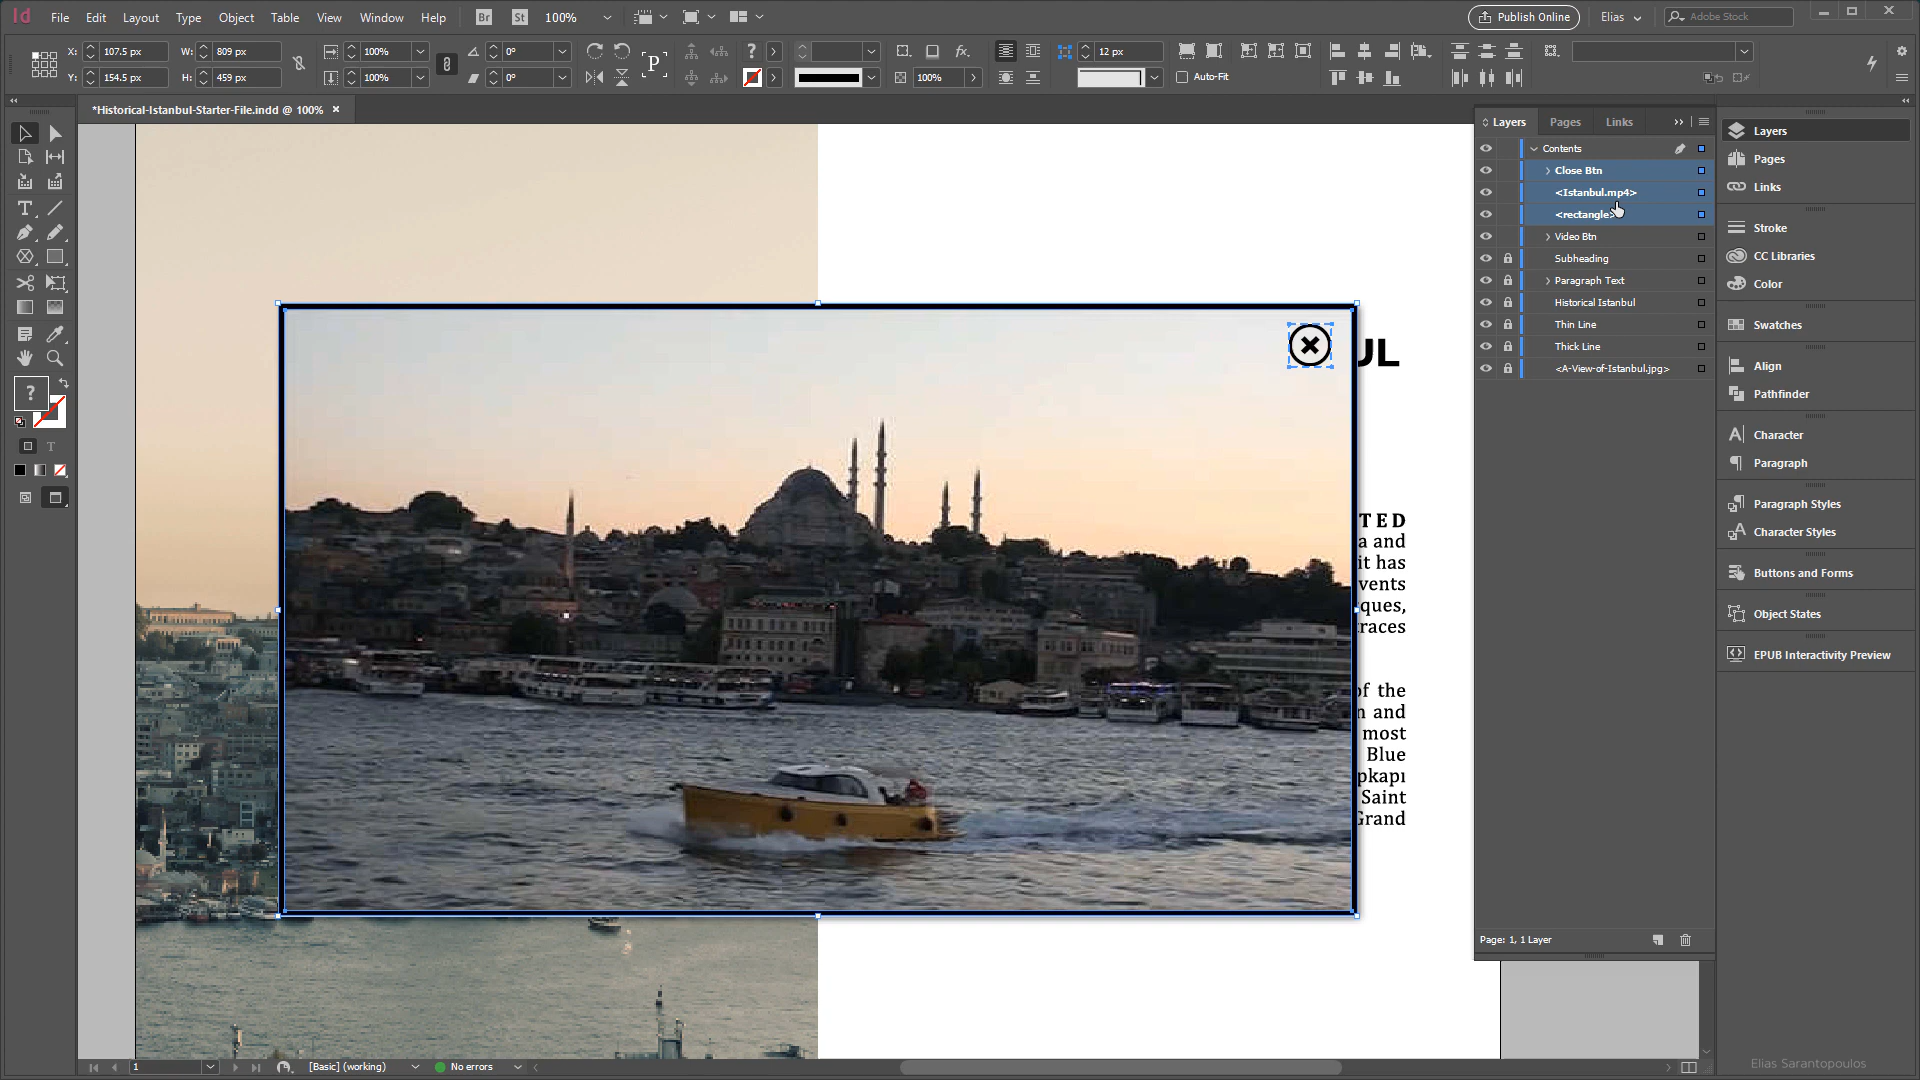 Id File Edit Layout Object Type Object Table View Window Help Br St 100% Publish Online Elias Adobe Stock
X: 107.5 px W: 809 px 100% 0° ? fx. 12 px
Y: 154.5 px H: 459 px 100% 0° P 100% Auto-Fit
*Historical-Istanbul-Starter-File.indd @ 100% ×
Layers Pages Links
Contents
Close Btn
<Istanbul.mp4>
<rectangle>
Video Btn
Subheading
Paragraph Text
Historical Istanbul
Thin Line
Thick Line
<A-View-of-Istanbul.jpg>
Page: 1, 1 Layer
Layers
Pages
Links
Stroke
CC Libraries
Color
Swatches
Align
Pathfinder
Character
Paragraph
Paragraph Styles
Character Styles
Buttons and Forms
Object States
EPUB Interactivity Preview
UL
TED
a and
it has
vents
ques,
traces
of the
n and
most
Blue
pkapı
Saint
Grand
T
?
T
1 [Basic] (working) No errors
Elias Sarantopoulos